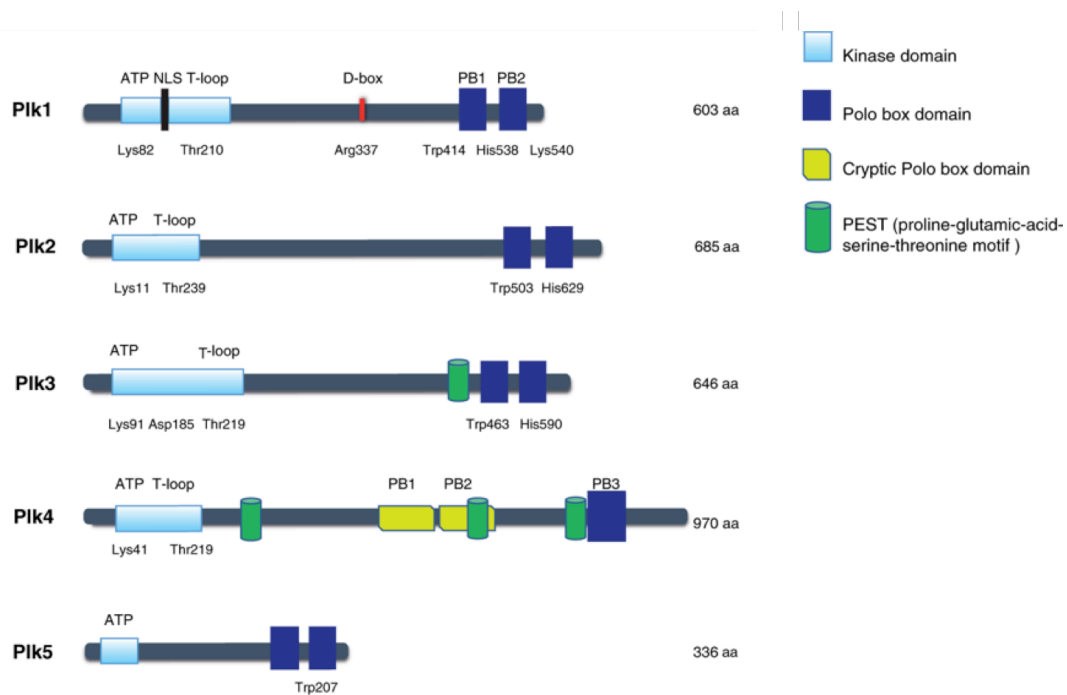 ATP NLS T-loop D-box PB1 PB2
Plk1 603 aa
Lys82 Thr210 Arg337 Trp414 His538 Lys540
ATP T-loop
Plk2 685 aa
Lys11 Thr239 Trp503 His629
ATP T-loop
Plk3 646 aa
Lys91 Asp185 Thr219 Trp463 His590
ATP T-loop PB1 PB2 PB3
Plk4 970 aa
Lys41 Thr219
ATP
Plk5 336 aa
Trp207
Kinase domain
Polo box domain
Cryptic Polo box domain
PEST (proline-glutamic-acid-
serine-threonine motif )